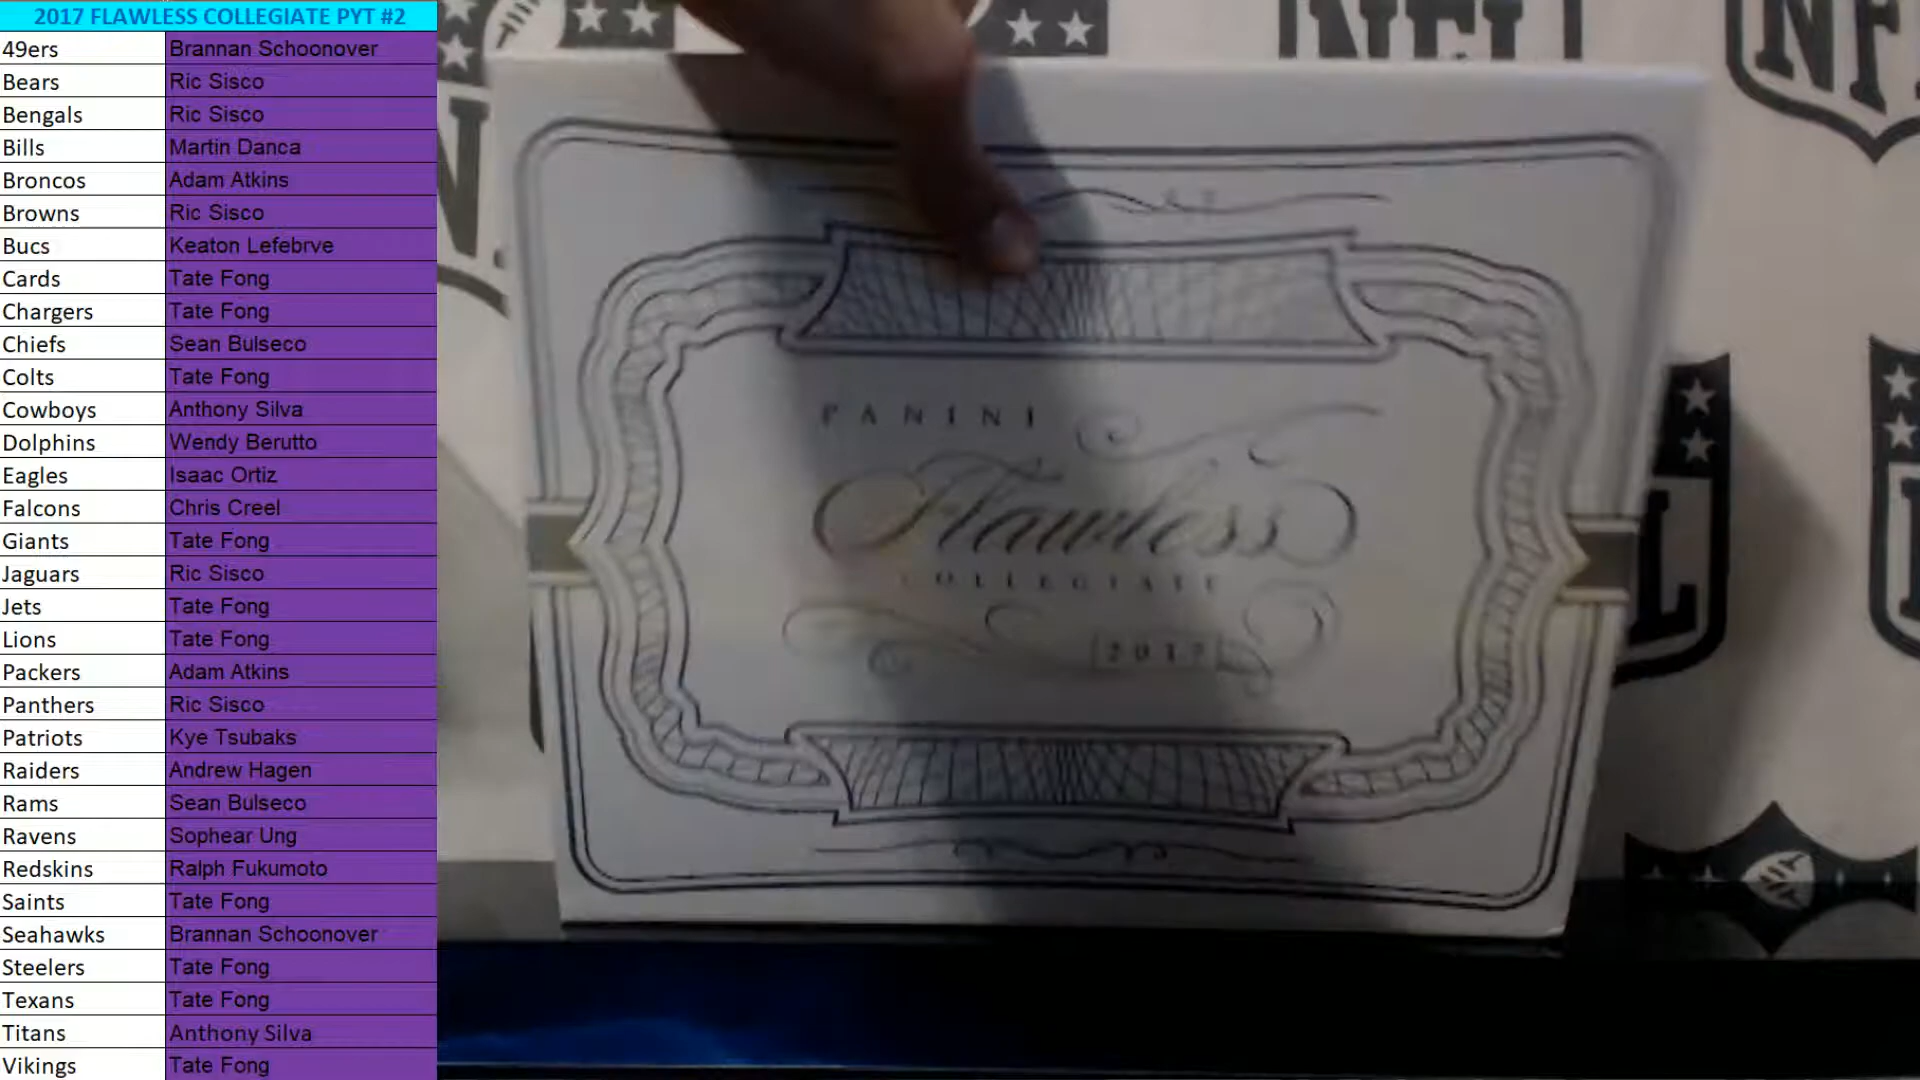 2017 FLAWLESS COLLEGIATE PYT #2
49ers Brannan Schoonover
Bears Ric Sisco
Bengals Ric Sisco
Bills Martin Danca
Broncos Adam Atkins
Browns Ric Sisco
Bucs Keaton Lefebrve
Cards Tate Fong
Chargers Tate Fong
Chiefs Sean Bulseco
Colts Tate Fong
Cowboys Anthony Silva
Dolphins Wendy Berutto
Eagles Isaac Ortiz
Falcons Chris Creel
Giants Tate Fong
Jaguars Ric Sisco
Jets Tate Fong
Lions Tate Fong
Packers Adam Atkins
Panthers Ric Sisco
Patriots Kye Tsubaks
Raiders Andrew Hagen
Rams Sean Bulseco
Ravens Sophear Ung
Redskins Ralph Fukumoto
Saints Tate Fong
Seahawks Brannan Schoonover
Steelers Tate Fong
Texans Tate Fong
Titans Anthony Silva
Vikings Tate Fong
NFL
NF
PANINI
Flawless
COLLEGIATE
2017